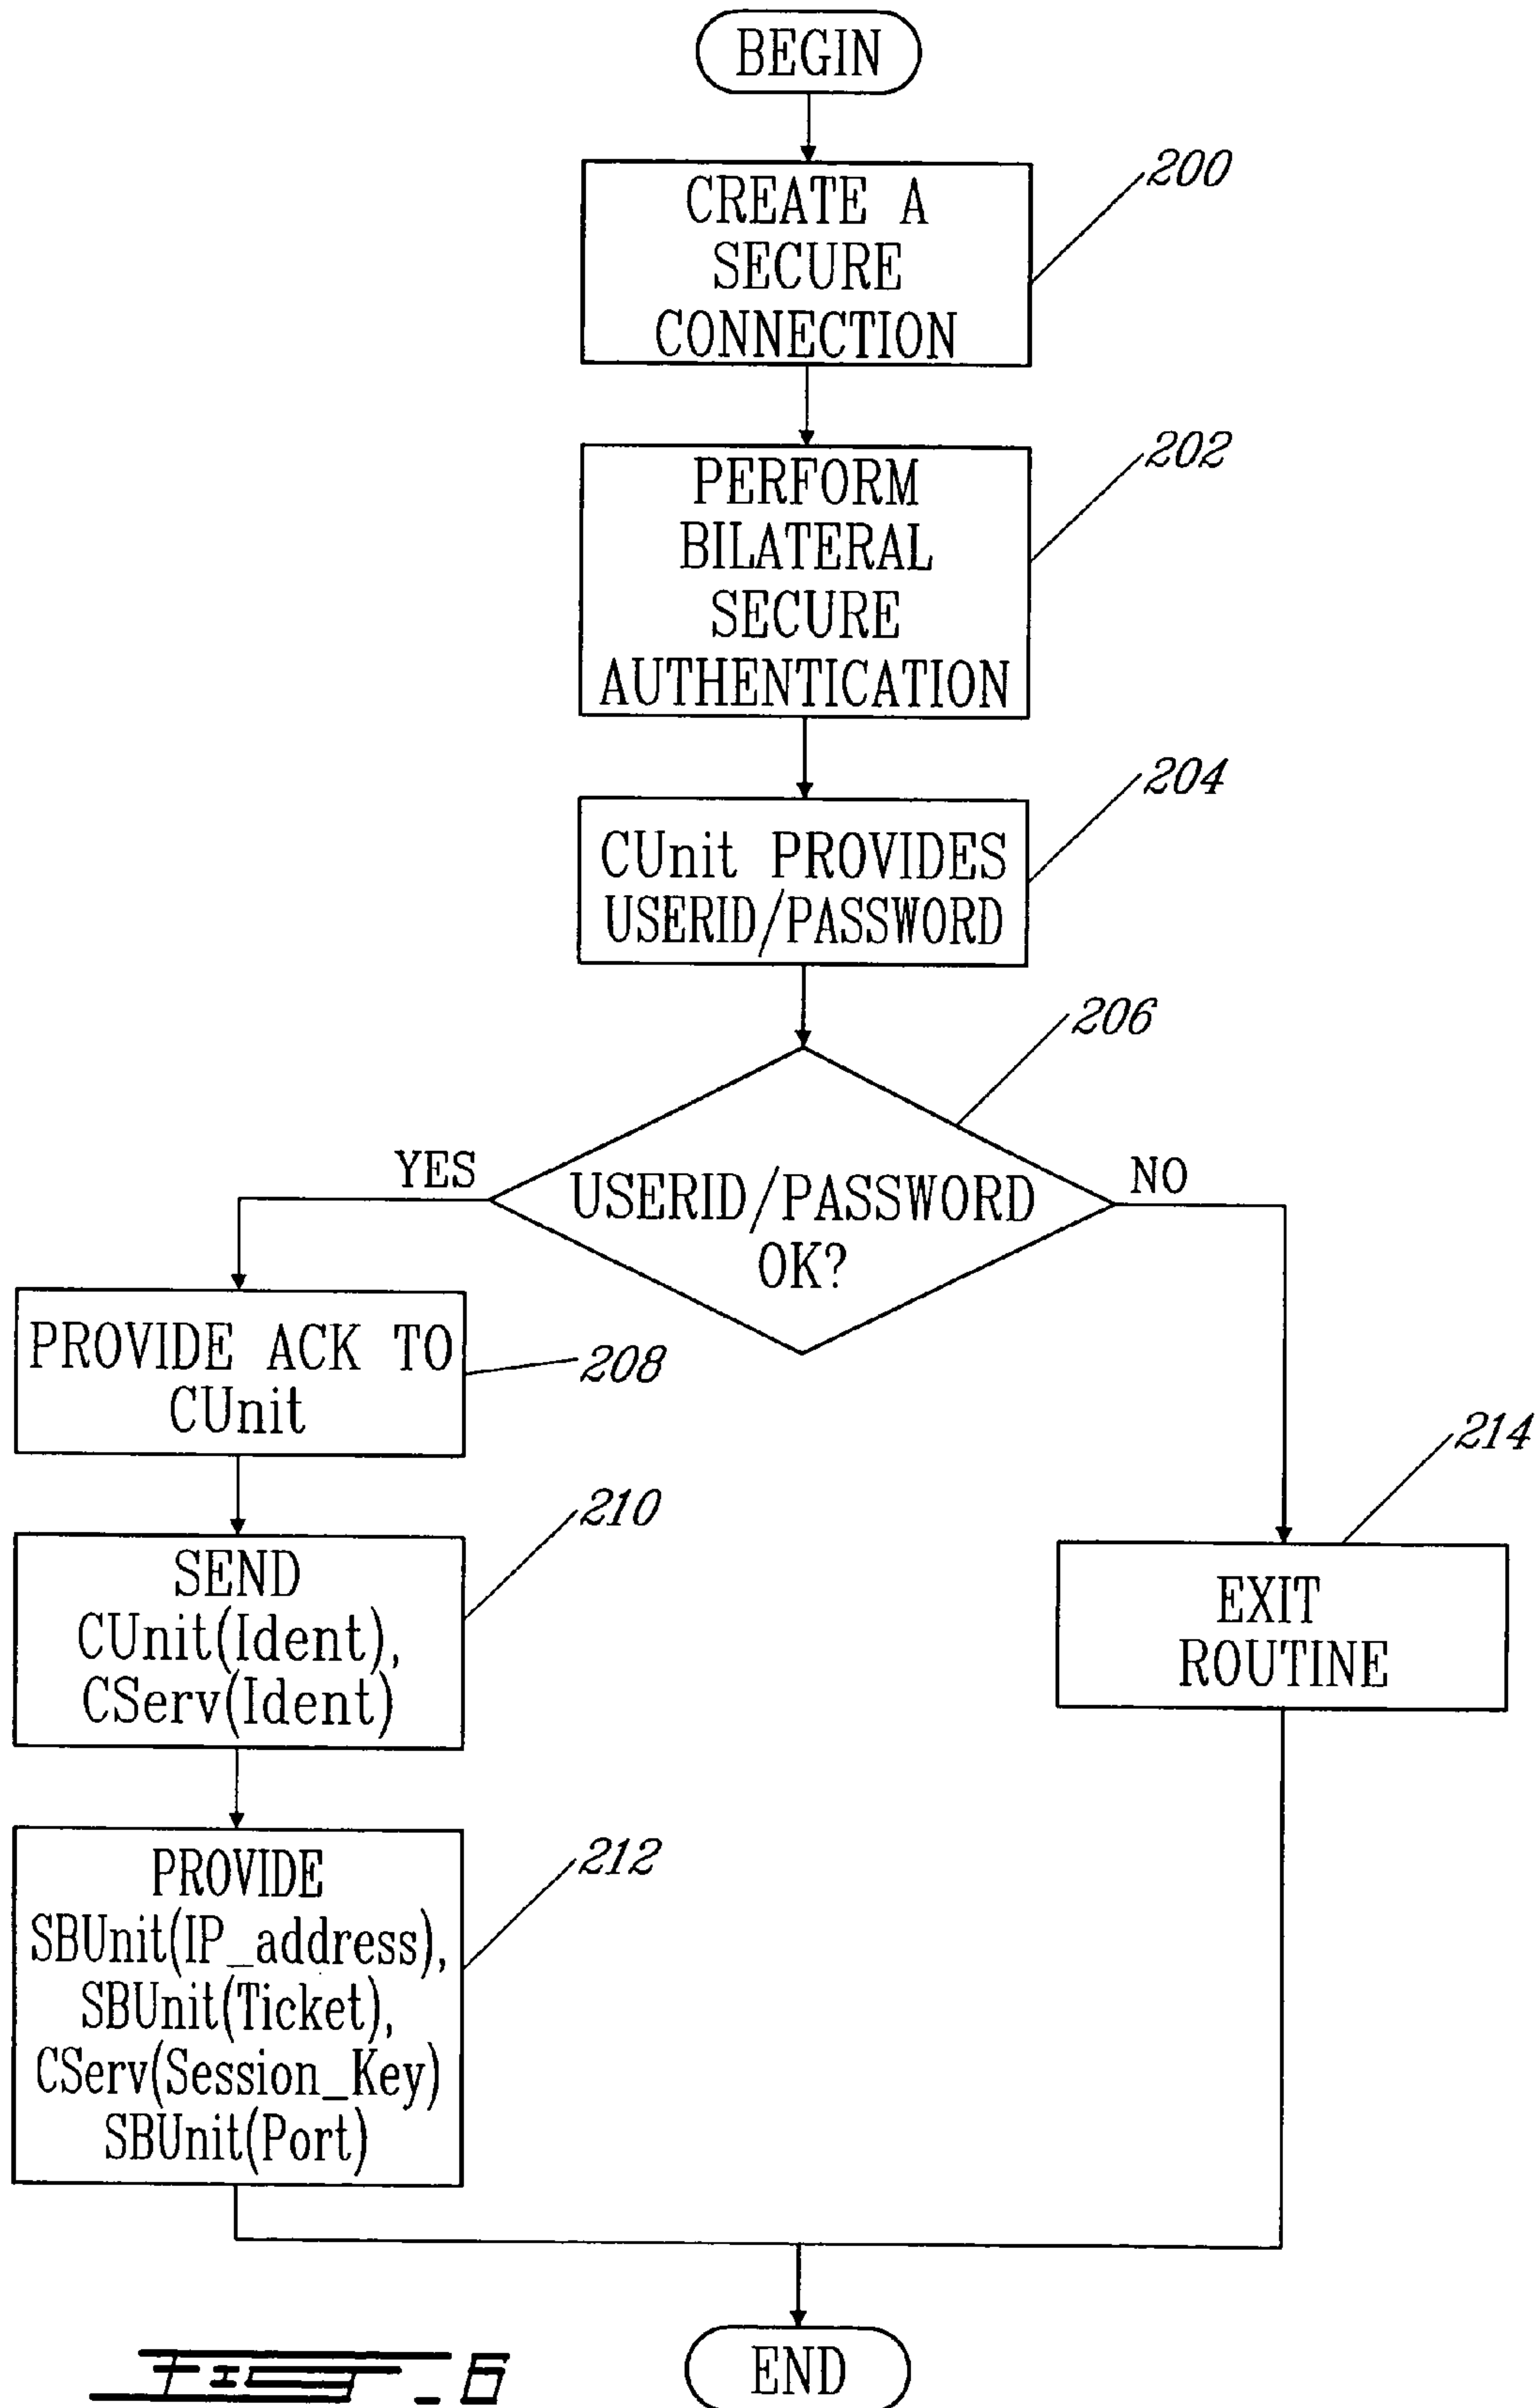 BEGIN
CREATE A
SECURE
CONNECTION
200
PERFORM
BILATERAL
SECURE
AUTHENTICATION
202
CUnit PROVIDES
USERID/PASSWORD
204
206
YES
USERID/PASSWORD
OK?
NO
PROVIDE ACK TO
CUnit
208
SEND
CUnit(Ident),
CServ(Ident)
210
214
EXIT
ROUTINE
PROVIDE
SBUnit(IP_address),
SBUnit(Ticket),
CServ(Session_Key)
SBUnit(Port)
212
END
FIG_6